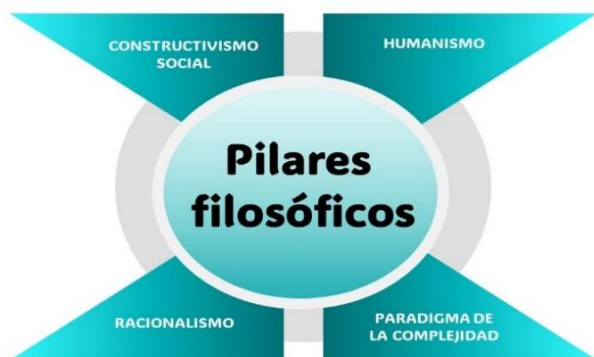 CONSTRUCTIVISMO
SOCIAL
HUMANISMO
Pilares
filosóficos
RACIONALISMO
PARADIGMA DE
LA COMPLEJIDAD